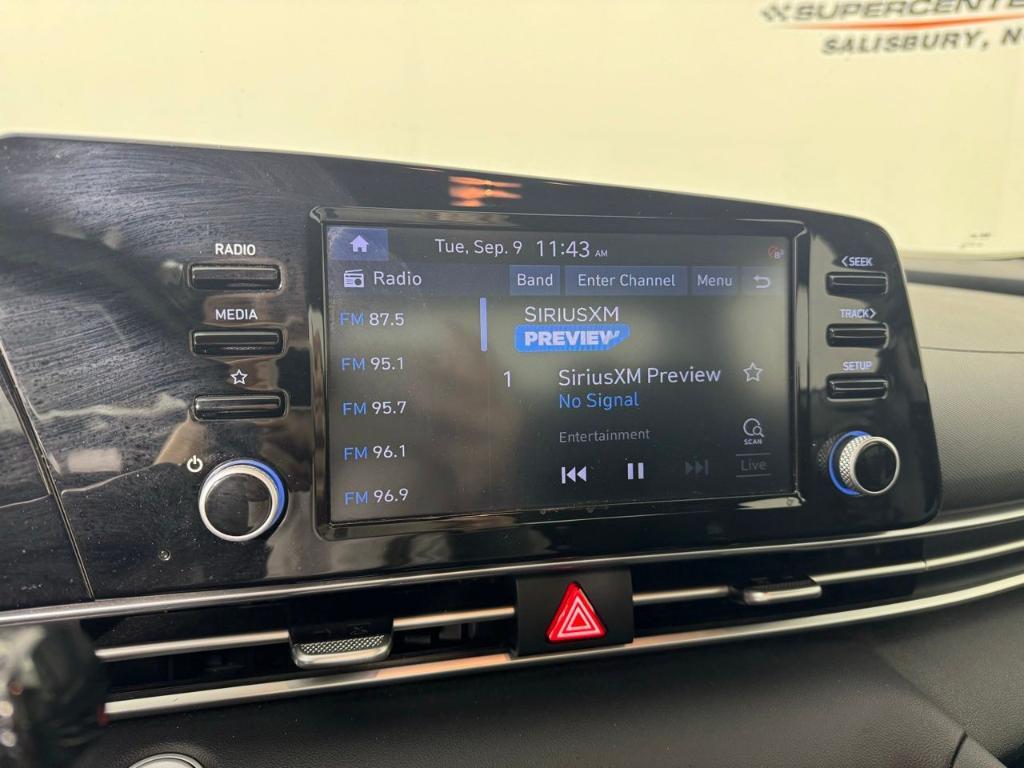 SUPERCENTE
SALISBURY, N
RADIO
MEDIA
Tue, Sep. 9 11:43 AM
Radio
Band
Enter Channel
Menu
FM 87.5
FM 95.1
FM 95.7
FM 96.1
FM 96.9
SIRIUSXM
PREVIEW
1
SiriusXM Preview
No Signal
Entertainment
SCAN
Live
<SEEK
TRACK>
SETUP